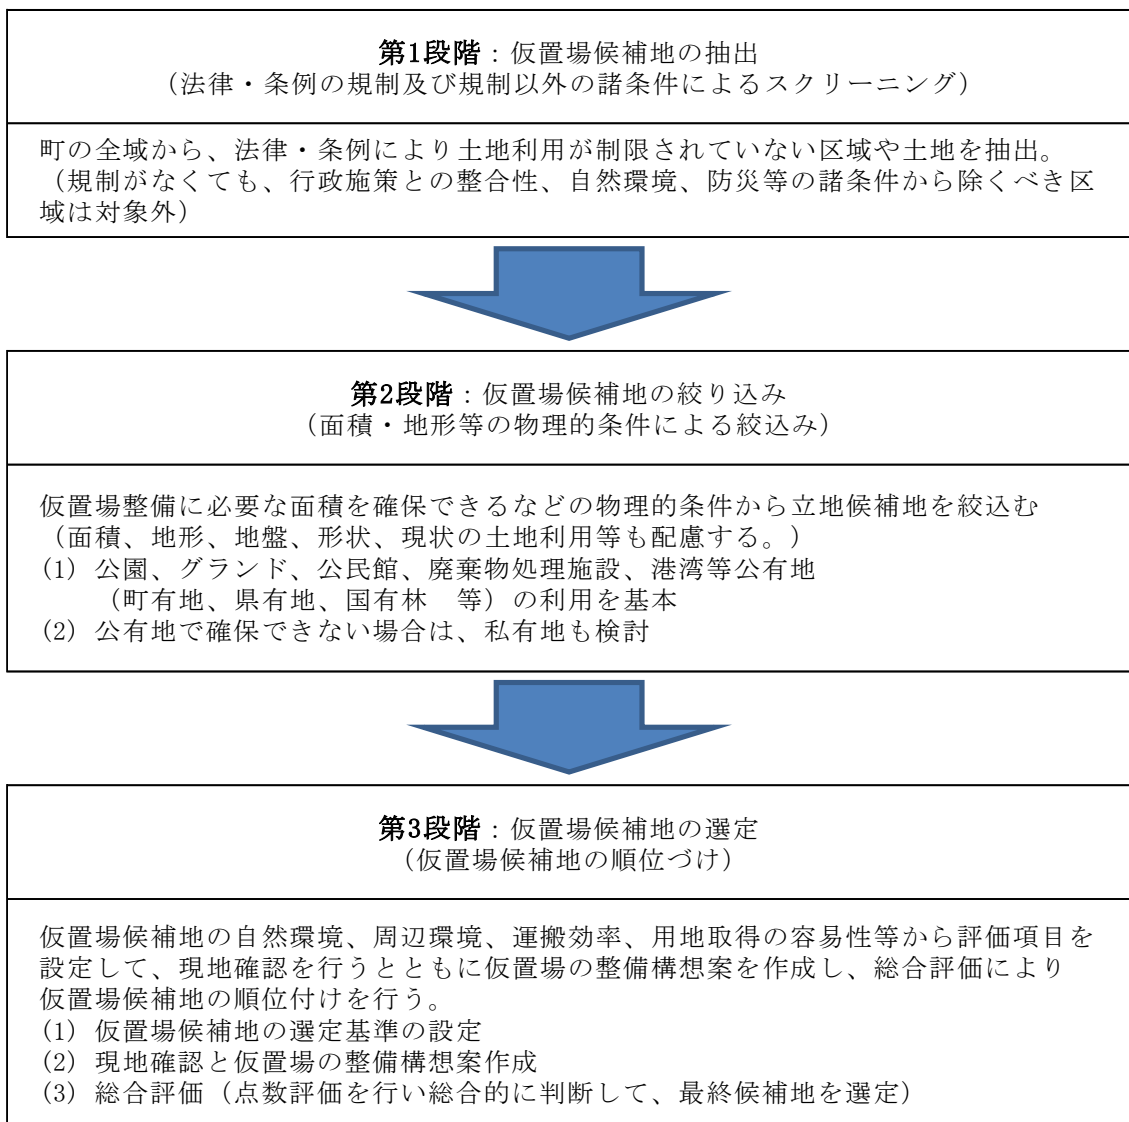 第1段階：仮置場候補地の抽出
（法律・条例の規制及び規制以外の諸条件によるスクリーニング）
町の全域から、法律・条例により土地利用が制限されていない区域や土地を抽出。
（規制がなくても、行政施策との整合性、自然環境、防災等の諸条件から除くべき区
域は対象外）
第2段階：仮置場候補地の絞り込み
（面積・地形等の物理的条件による絞込み）
仮置場整備に必要な面積を確保できるなどの物理的条件から立地候補地を絞込む
（面積、地形、地盤、形状、現状の土地利用等も配慮する。）
(1) 公園、グランド、公民館、廃棄物処理施設、港湾等公有地
（町有地、県有地、国有林　等）の利用を基本
(2) 公有地で確保できない場合は、私有地も検討
第3段階：仮置場候補地の選定
（仮置場候補地の順位づけ）
仮置場候補地の自然環境、周辺環境、運搬効率、用地取得の容易性等から評価項目を
設定して、現地確認を行うとともに仮置場の整備構想案を作成し、総合評価により
仮置場候補地の順位付けを行う。
(1) 仮置場候補地の選定基準の設定
(2) 現地確認と仮置場の整備構想案作成
(3) 総合評価（点数評価を行い総合的に判断して、最終候補地を選定）